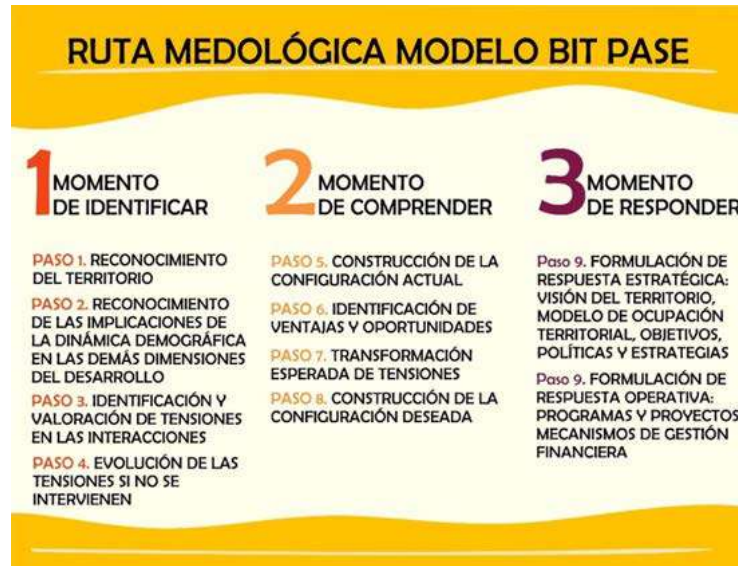 RUTA MEDOLÓGICA MODELO BIT PASE
1 MOMENTO
DE IDENTIFICAR
PASO 1. RECONOCIMIENTO
DEL TERRITORIO
PASO 2. RECONOCIMIENTO
DE LAS IMPLICACIONES DE
LA DINÁMICA DEMOGRÁFICA
EN LAS DEMÁS DIMENSIONES
DEL DESARROLLO
PASO 3. IDENTIFICACIÓN Y
VALORACIÓN DE TENSIONES
EN LAS INTERACCIONES
PASO 4. EVOLUCIÓN DE LAS
TENSIONES SI NO SE
INTERVIENEN
2 MOMENTO
DE COMPRENDER
PASO 5. CONSTRUCCIÓN DE LA
CONFIGURACIÓN ACTUAL
PASO 6. IDENTIFICACIÓN DE
VENTAJAS Y OPORTUNIDADES
PASO 7. TRANSFORMACIÓN
ESPERADA DE TENSIONES
PASO 8. CONSTRUCCIÓN DE LA
CONFIGURACIÓN DESEADA
3 MOMENTO
DE RESPONDER
Paso 9. FORMULACIÓN DE
RESPUESTA ESTRATÉGICA:
VISIÓN DEL TERRITORIO,
MODELO DE OCUPACIÓN
TERRITORIAL, OBJETIVOS,
POLÍTICAS Y ESTRATEGIAS
Paso 9. FORMULACIÓN DE
RESPUESTA OPERATIVA:
PROGRAMAS Y PROYECTOS
MECANISMOS DE GESTIÓN
FINANCIERA